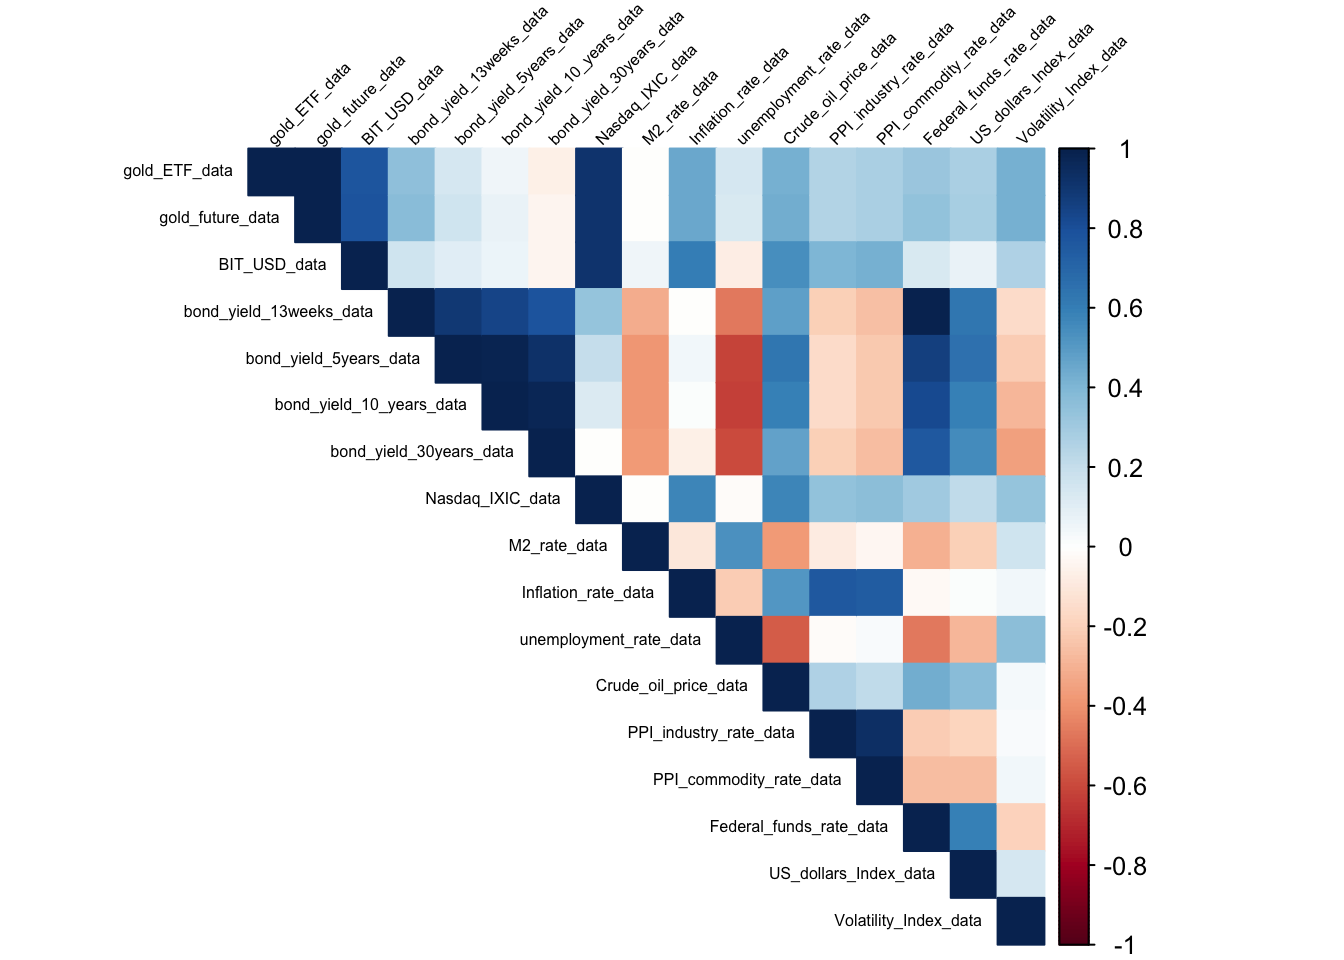 gold_ETF_data
gold_future_data
BIT_USD_data
bond_yield_13weeks_data
bond_yield_5years_data
bond_yield_10_years_data
bond_yield_30years_data
Nasdaq_IXIC_data
M2_rate_data
Inflation_rate_data
unemployment_rate_data
Crude_oil_price_data
PPI_industry_rate_data
PPI_commodity_rate_data
Federal_funds_rate_data
US_dollars_Index_data
Volatility_Index_data
gold_ETF_data
gold_future_data
BIT_USD_data
bond_yield_13weeks_data
bond_yield_5years_data
bond_yield_10_years_data
bond_yield_30years_data
Nasdaq_IXIC_data
M2_rate_data
Inflation_rate_data
unemployment_rate_data
Crude_oil_price_data
PPI_industry_rate_data
PPI_commodity_rate_data
Federal_funds_rate_data
US_dollars_Index_data
Volatility_Index_data
1
0.8
0.6
0.4
0.2
0
-0.2
-0.4
-0.6
-0.8
-1